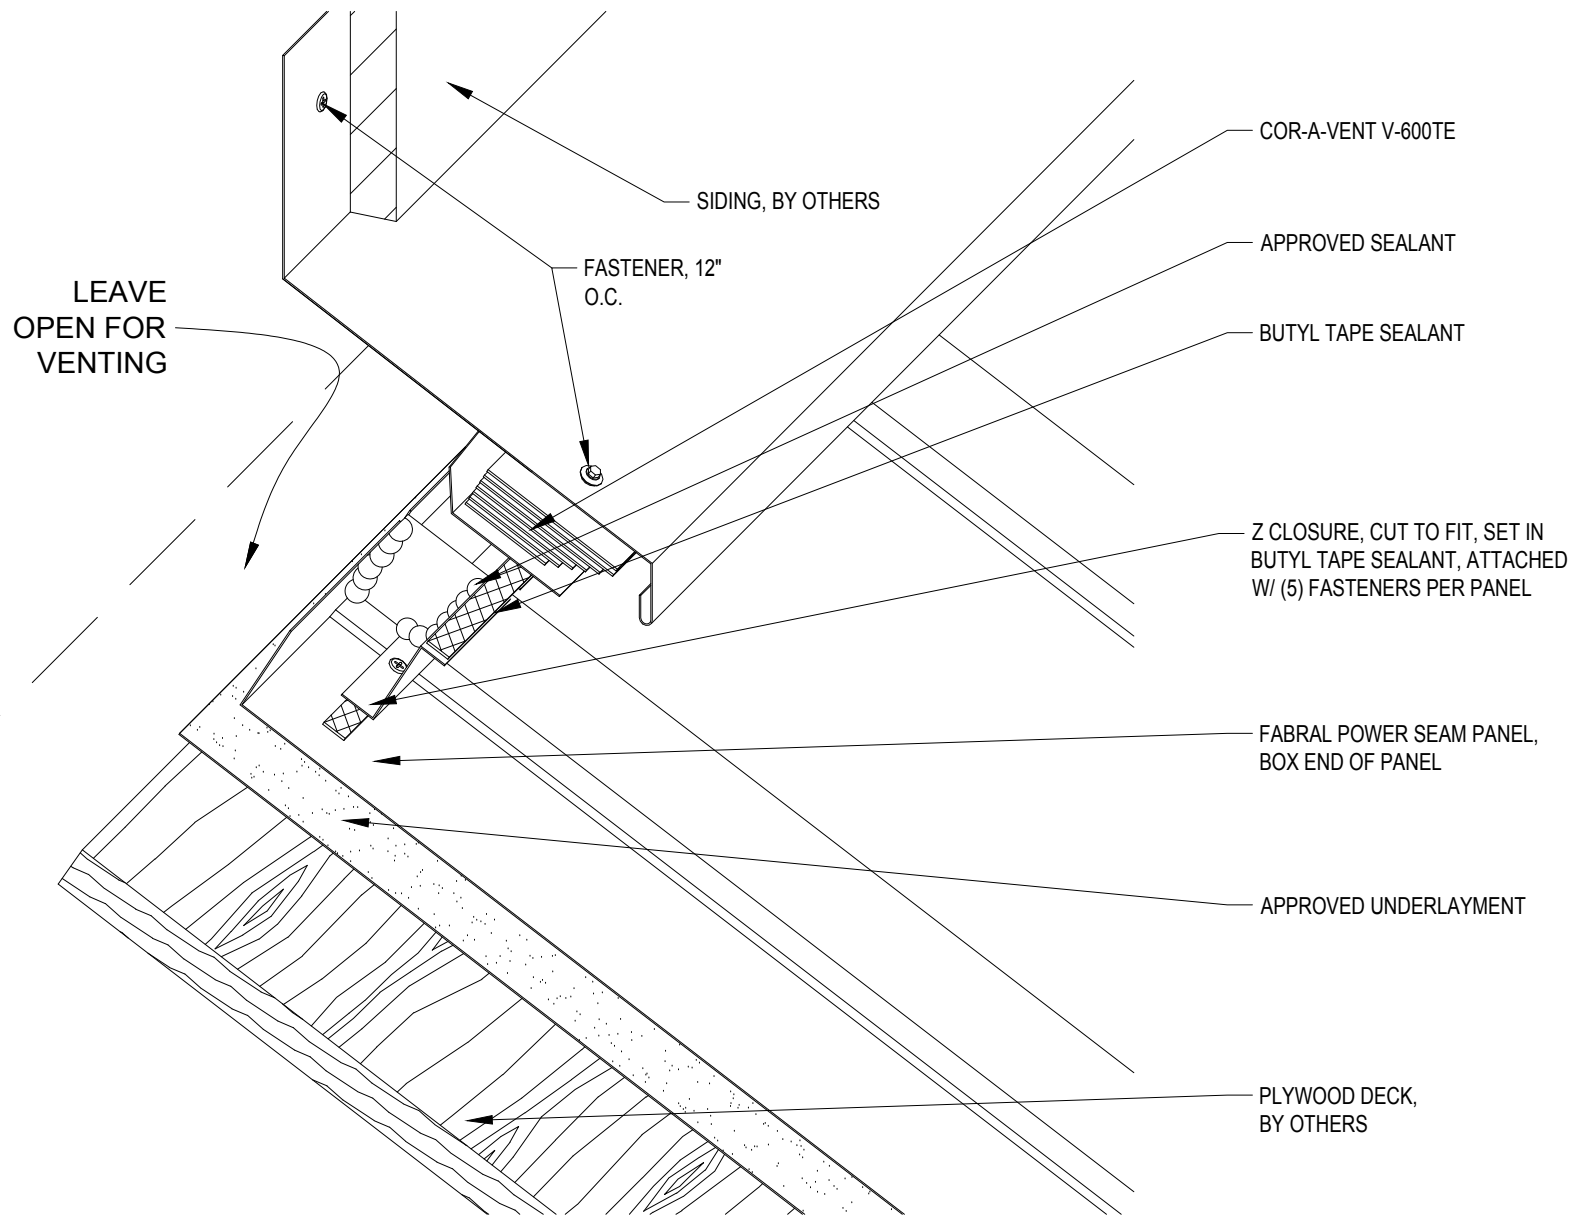 COR-A-VENT V-600TE
SIDING, BY OTHERS
APPROVED SEALANT
FASTENER, 12"
O.C.
LEAVE
OPEN FOR
VENTING
BUTYL TAPE SEALANT
Z CLOSURE, CUT TO FIT, SET IN
BUTYL TAPE SEALANT, ATTACHED
W/ (5) FASTENERS PER PANEL
FABRAL POWER SEAM PANEL,
BOX END OF PANEL
APPROVED UNDERLAYMENT
PLYWOOD DECK,
BY OTHERS